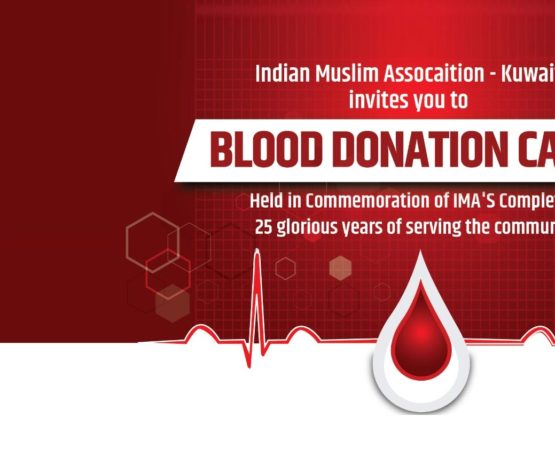 Indian Muslim Assocaition - Kuwai
invites you to
BLOOD DONATION CA
Held in Commemoration of IMA'S Comple
25 glorious years of serving the commun